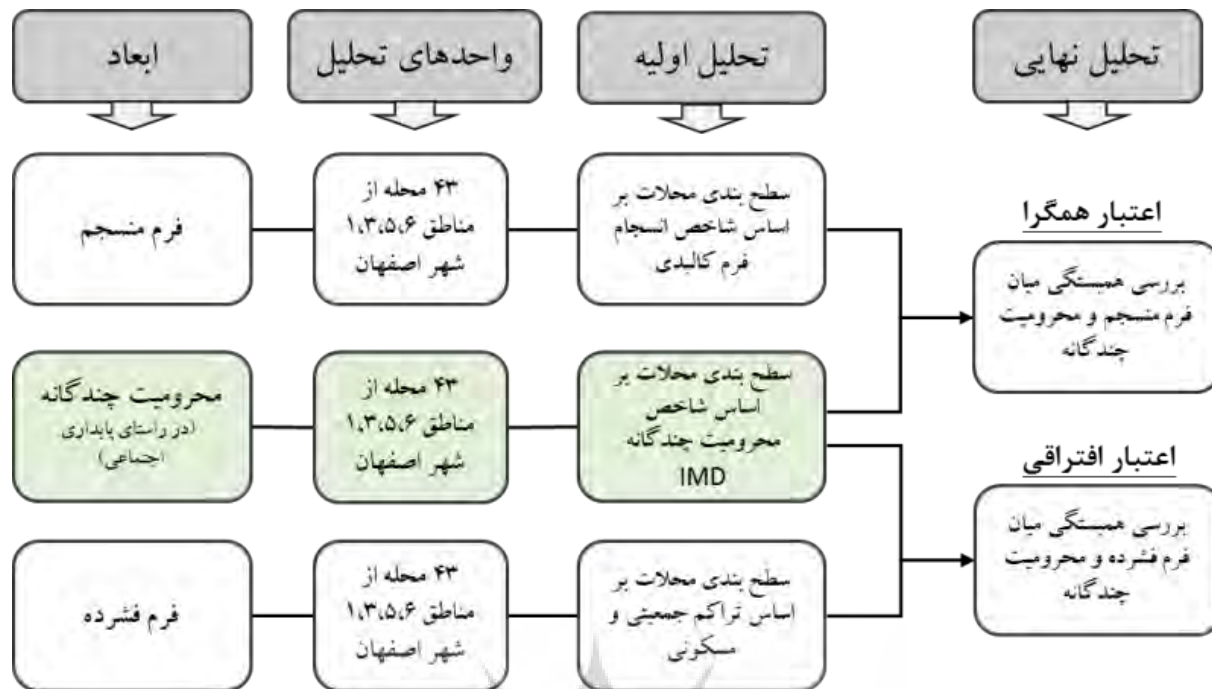 ابعاد
واحدهای تحلیل
تحلیل اولیه
تحلیل نهایی
فرم منسجم
۴۳ محله از
مناطق ۱،۳،۵،۶
شهر اصفهان
سطح بندی محلات بر
اساس شاخص انسجام
فرم کالبدی
محرومیت چندگانه
(در راستای پایداری
اجتماعی)
۴۳ محله از
مناطق ۱،۳،۵،۶
شهر اصفهان
سطح بندی محلات بر
اساس شاخص
محرومیت چندگانه
IMD
فرم فشرده
۴۳ محله از
مناطق ۱،۳،۵،۶
شهر اصفهان
سطح بندی محلات بر
اساس تراکم جمعیتی و
مسکونی
اعتبار همگرا
بررسی همبستگی میان
فرم منسجم و محرومیت
چندگانه
اعتبار افتراقی
بررسی همبستگی میان
فرم فشرده و محرومیت
چندگانه